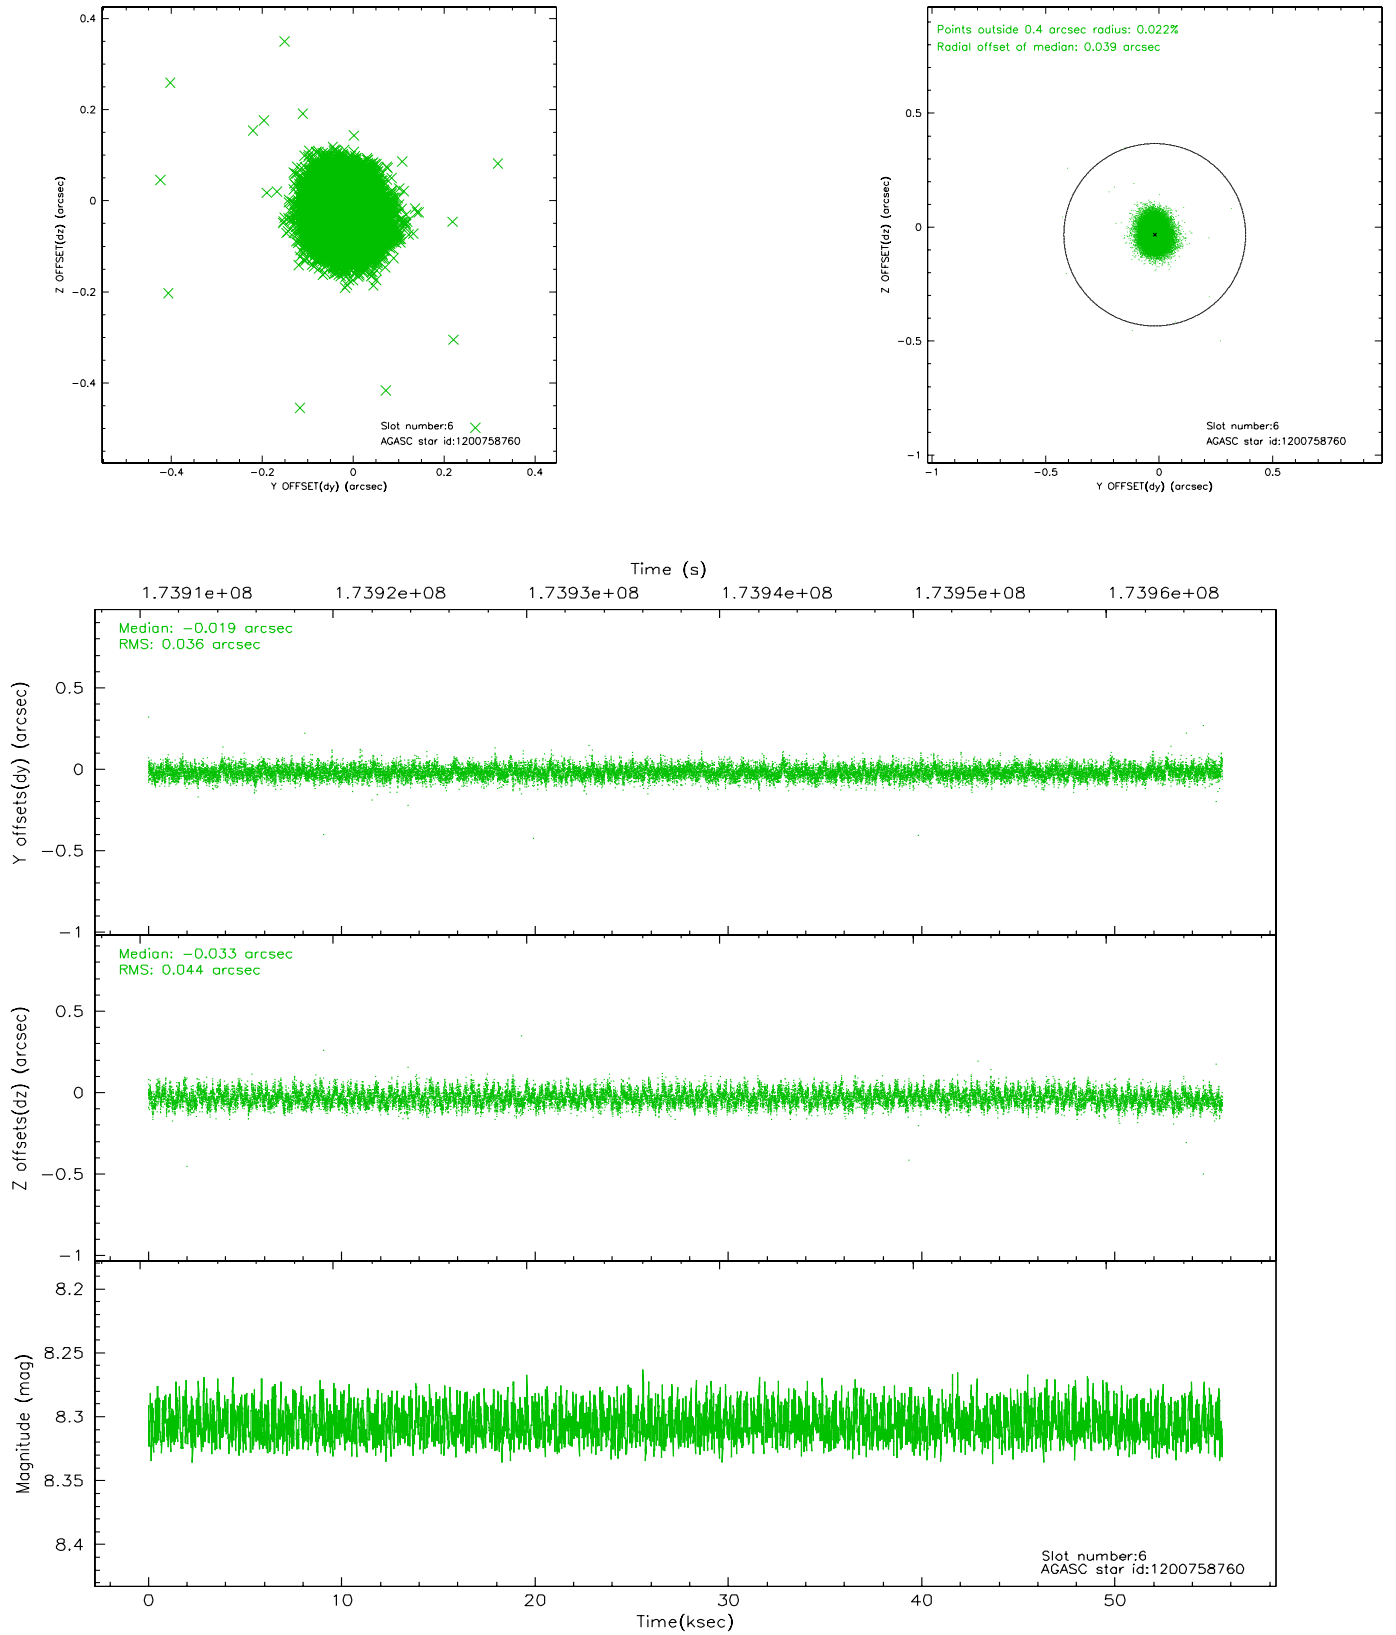 0.4
0.2
0
−0.2
−0.4
Z OFFSET(dz) (arcsec)
Slot number:6
AGASC star id:1200758760
−0.4
−0.2
0
0.2
0.4
Y OFFSET(dy) (arcsec)
Points outside 0.4 arcsec radius: 0.022%
Radial offset of median: 0.039 arcsec
0.5
0
−0.5
−1
Z OFFSET(dz) (arcsec)
Slot number:6
AGASC star id:1200758760
−1
−0.5
0
0.5
Y OFFSET(dy) (arcsec)
Time (s)
1.7391e+08
1.7392e+08
1.7393e+08
1.7394e+08
1.7395e+08
1.7396e+08
Median: −0.019 arcsec
RMS: 0.036 arcsec
0.5
0
−0.5
−1
Y offsets(dy) (arcsec)
Median: −0.033 arcsec
RMS: 0.044 arcsec
0.5
0
−0.5
−1
Z offsets(dz) (arcsec)
8.2
8.25
8.3
8.35
8.4
Magnitude (mag)
Slot number:6
AGASC star id:1200758760
0
10
20
30
40
50
Time(ksec)